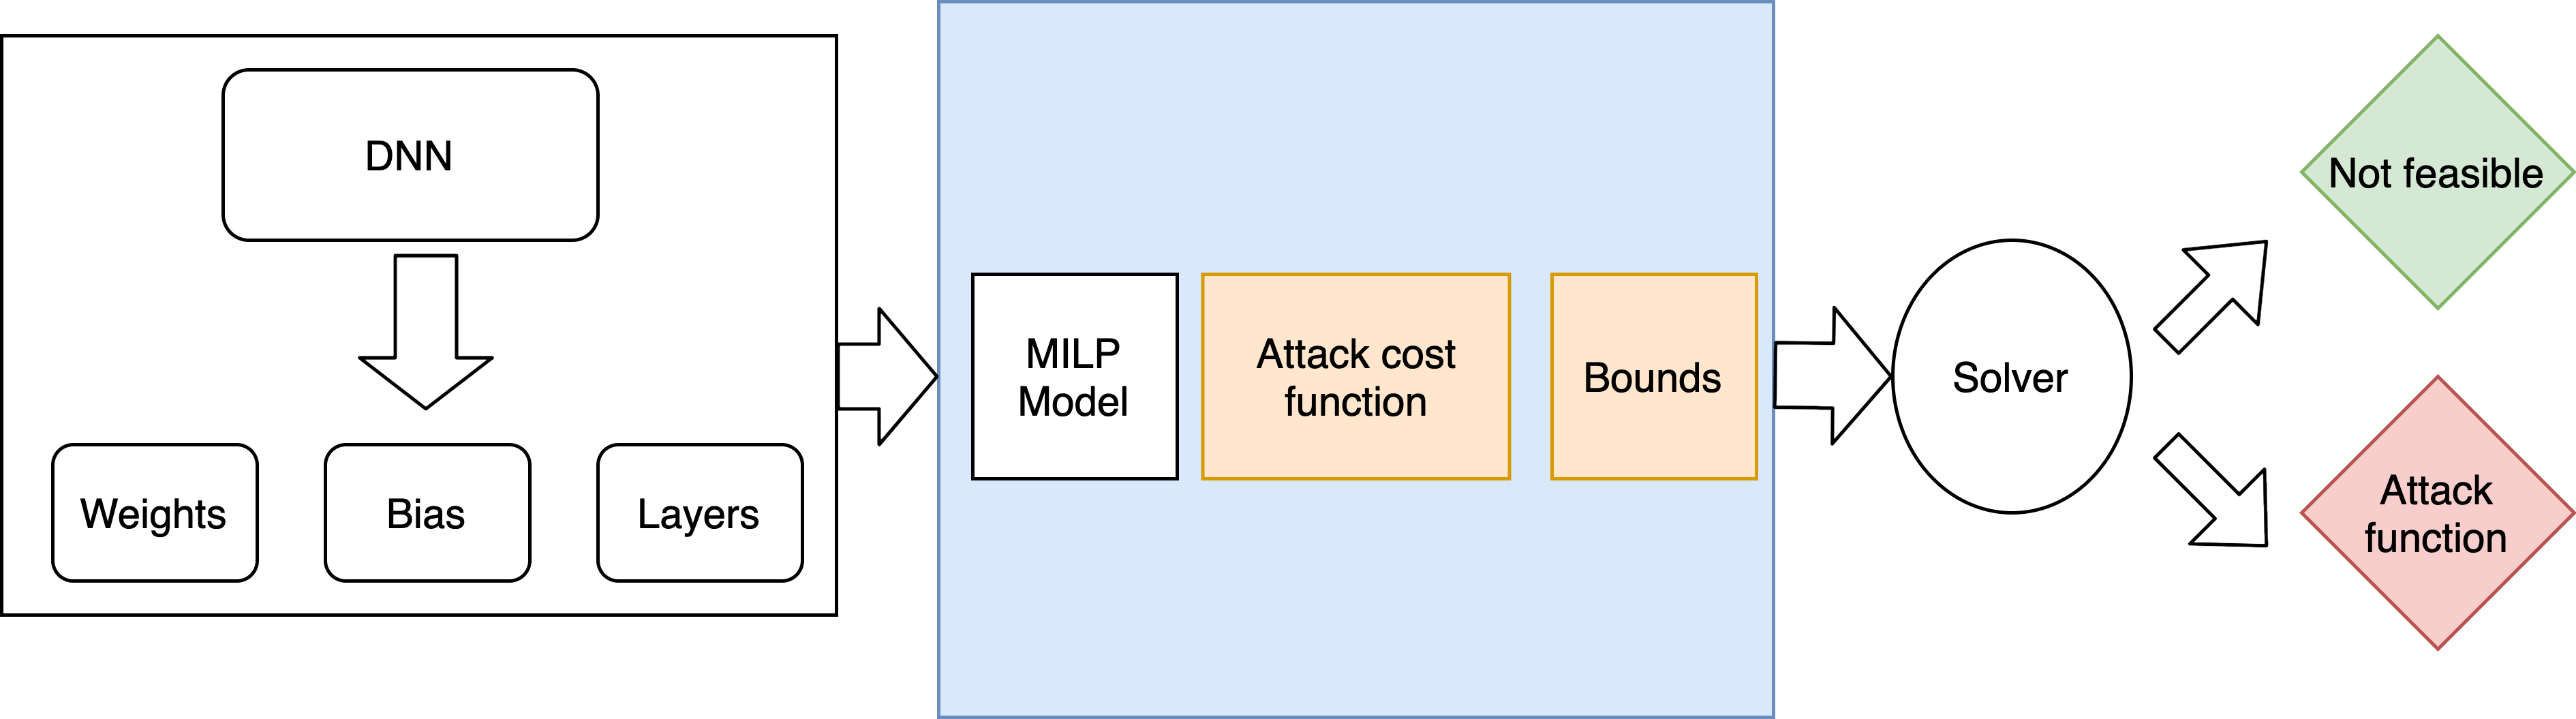 DNN
Weights
Bias
Layers
MILP
Model
Attack cost
function
Bounds
Solver
Not feasible
Attack
function